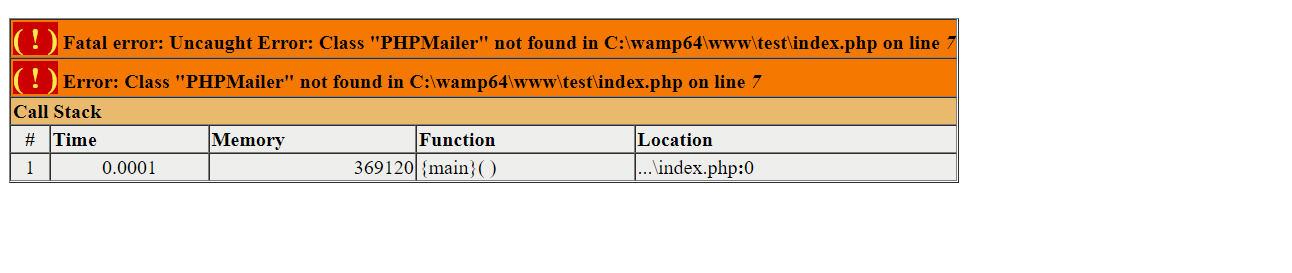 ( ! ) Fatal error: Uncaught Error: Class "PHPMailer" not found in C:\wamp64\www\test\index.php on line 7
( ! ) Error: Class "PHPMailer" not found in C:\wamp64\www\test\index.php on line 7
Call Stack
# Time Memory Function Location
1 0.0001 369120 {main}( ) ...\index.php:0